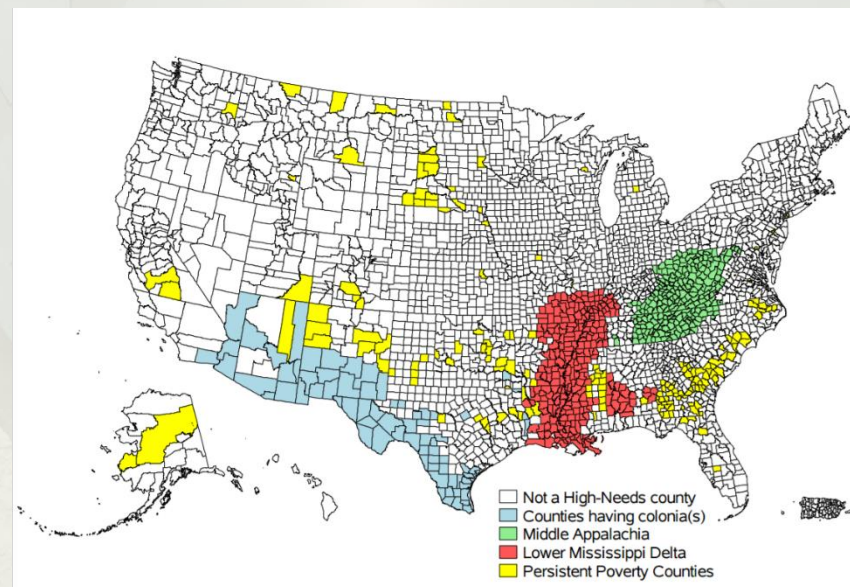 Not a High-Needs county
Counties having colonia(s)
Middle Appalachia
Lower Mississippi Delta
Persistent Poverty Counties